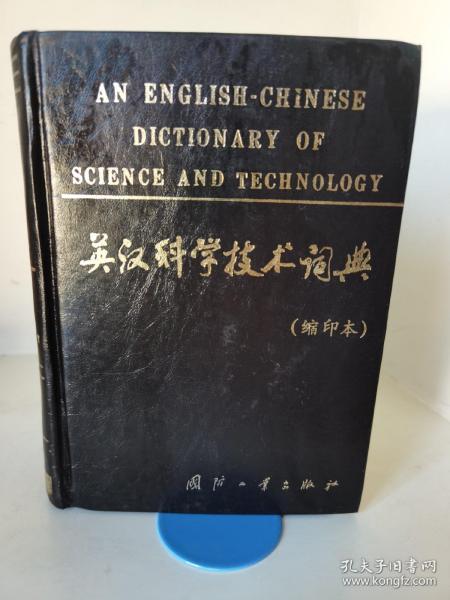 AN ENGLISH-CHINESE
DICTIONARY OF
SCIENCE AND TECHNOLOGY
英汉科学技术词典
(缩印本)
国防工业出版社
孔夫子旧书网
www.kongfz.com